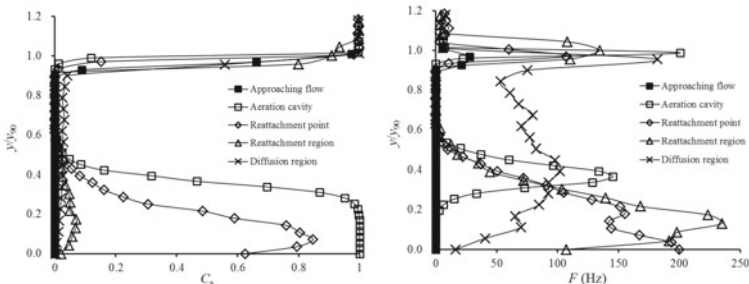 1.2
1.0
0.8
0.6
0.4
0.2
0.0
y/y90
Approaching flow
Aeration cavity
Reattachment point
Reattachment region
Diffusion region
0
0.2
0.4
0.6
0.8
1
1.2
1.0
0.8
0.6
0.4
0.2
0.0
y/y90
Approaching flow
Aeration cavity
Reattachment point
Reattachment region
Diffusion region
0
50
100
150
200
250
F (Hz)